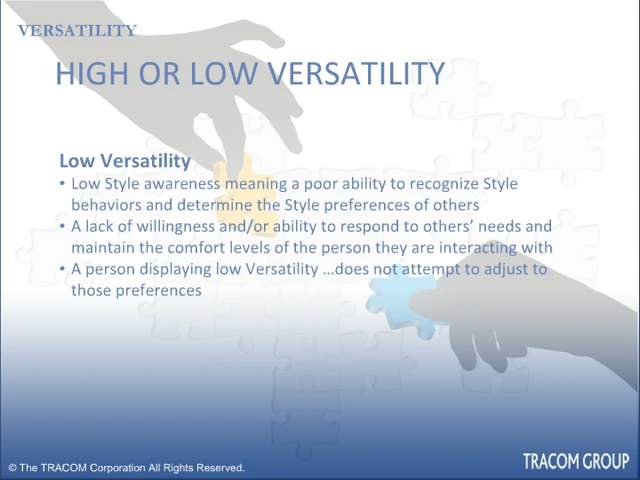 VERSATILITY
HIGH OR LOW VERSATILITY
Low Versatility
• Low Style awareness meaning a poor ability to recognize Style
behaviors and determine the Style preferences of others
• A lack of willingness and/or ability to respond to others’ needs and
maintain the comfort levels of the person they are interacting with
• A person displaying low Versatility …does not attempt to adjust to
those preferences
© The TRACOM Corporation All Rights Reserved.
TRACOM GROUP